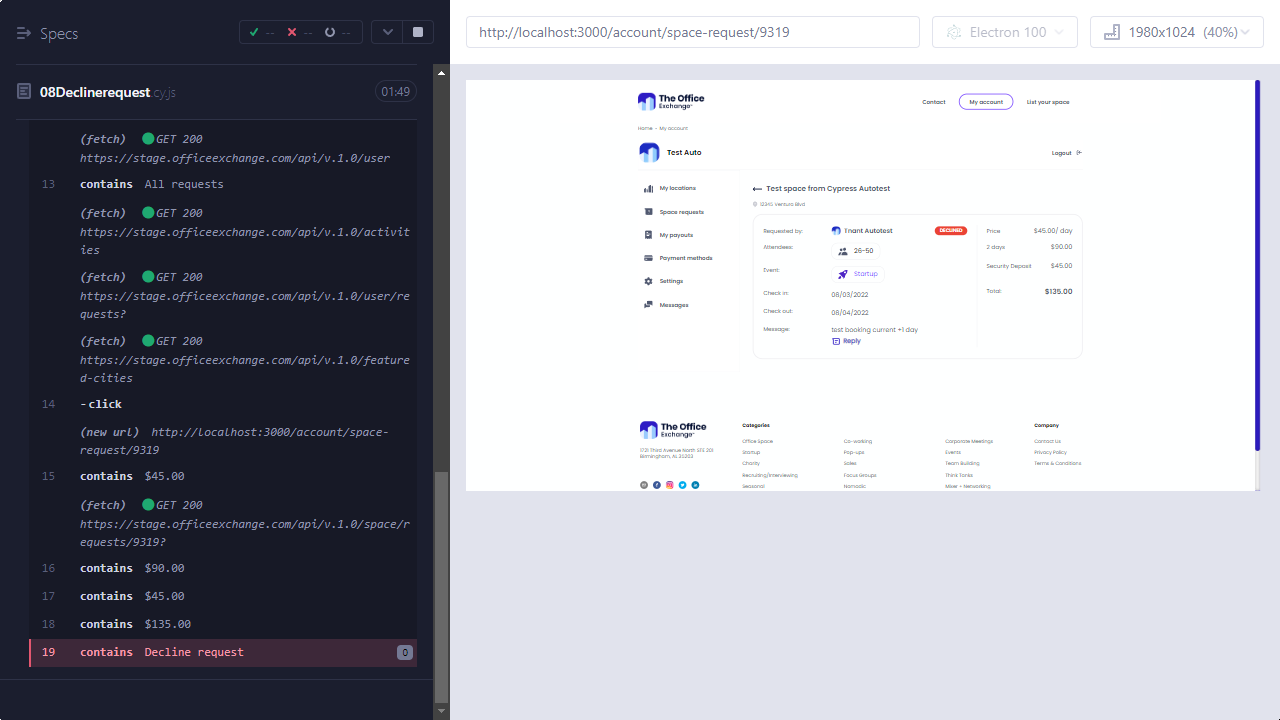 Specs
--
--
--
08Declinerequest.cy.js
01:49
(fetch) GET 200
https://stage.officeexchange.com/api/v.1.0/user
13 contains All requests
(fetch) GET 200
https://stage.officeexchange.com/api/v.1.0/activit
ies
(fetch) GET 200
https://stage.officeexchange.com/api/v.1.0/user/re
quests?
(fetch) GET 200
https://stage.officeexchange.com/api/v.1.0/feature
d-cities
14 -click
(new url) http://localhost:3000/account/space-
request/9319
15 contains $45.00
(fetch) GET 200
https://stage.officeexchange.com/api/v.1.0/space/r
equests/9319?
16 contains $90.00
17 contains $45.00
18 contains $135.00
19 contains Decline request 0
http://localhost:3000/account/space-request/9319
Electron 100
1980x1024 (40%)
The Office
Exchange
Contact
My account
List your space
Home - My account
Test Auto
Logout
My locations
Space requests
My payouts
Payment methods
Settings
Messages
Test space from Cypress Autotest
12345 Ventura Blvd
Requested by:
Attendees:
26-50
Event:
Startup
Check in:
08/03/2022
Check out:
08/04/2022
Message:
test booking current +1 day
Reply
DECLINED
Price $45.00/ day
2 days $90.00
Security Deposit $45.00
Total: $135.00
The Office
Exchange
1721 Third Avenue North STE 201
Birmingham, AL 35203
Categories
Office Space
Startup
Charity
Recruiting/Interviewing
Seasonal
Co-working
Pop-ups
Sales
Focus Groups
Nomadic
Corporate Meetings
Events
Team Building
Think Tanks
Mixer + Networking
Company
Contact Us
Privacy Policy
Terms & Conditions